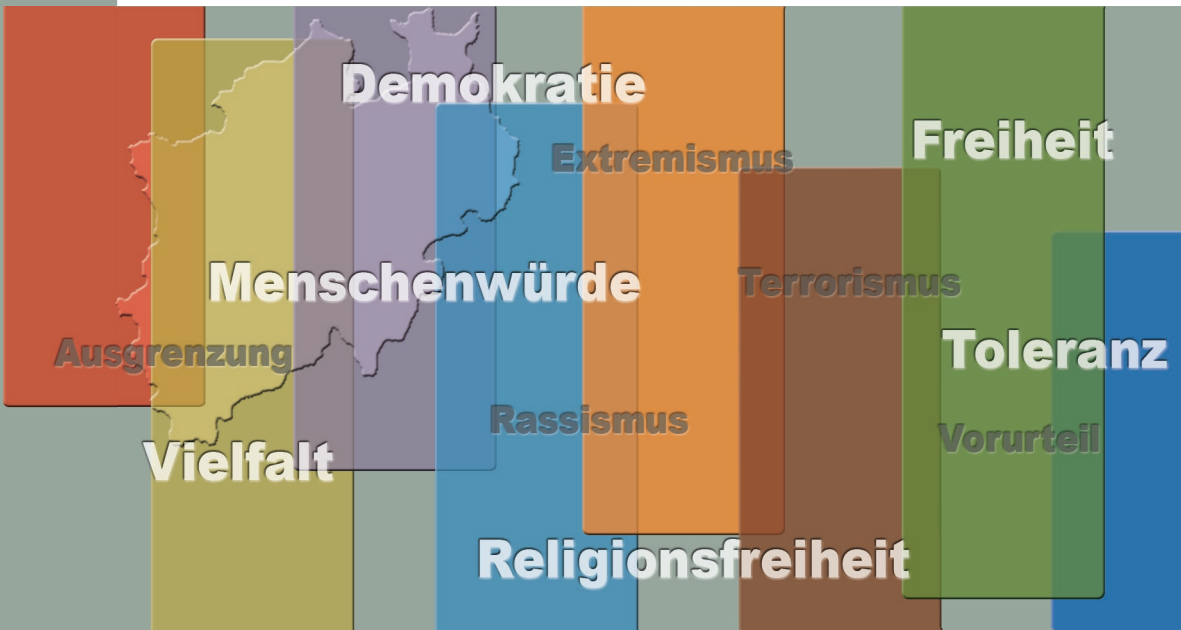 Demokratie
Freiheit
Extremismus
Menschenwürde
Terrorismus
Ausgrenzung
Toleranz
Rassismus
Vorurteil
Vielfalt
Religionsfreiheit